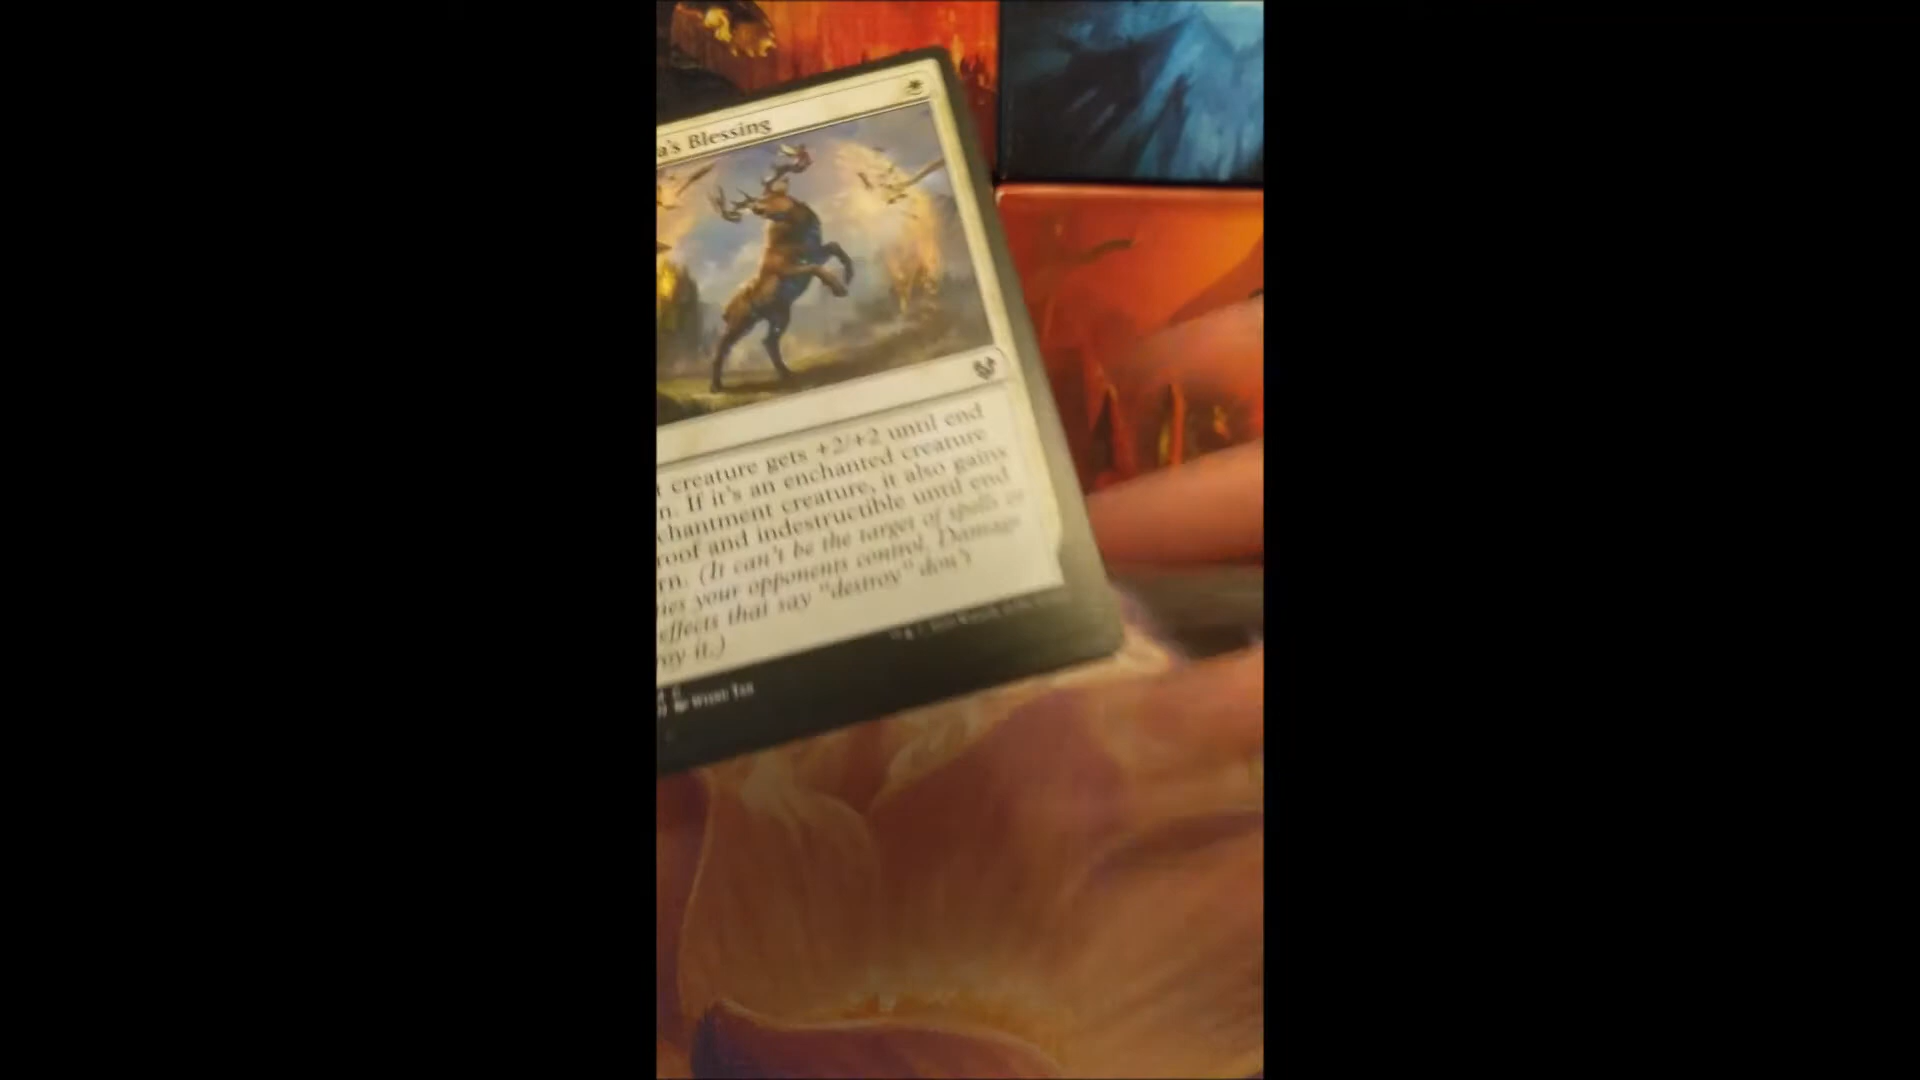 a's Blessing
t creature gets +2/+2 until end
n. If it's an enchanted creature
chantment creature, it also gains
roof and indestructible until end
rn. (It can't be the target of spells or
ies your opponents control. Damage
effects that say "destroy" don't
oy it.)